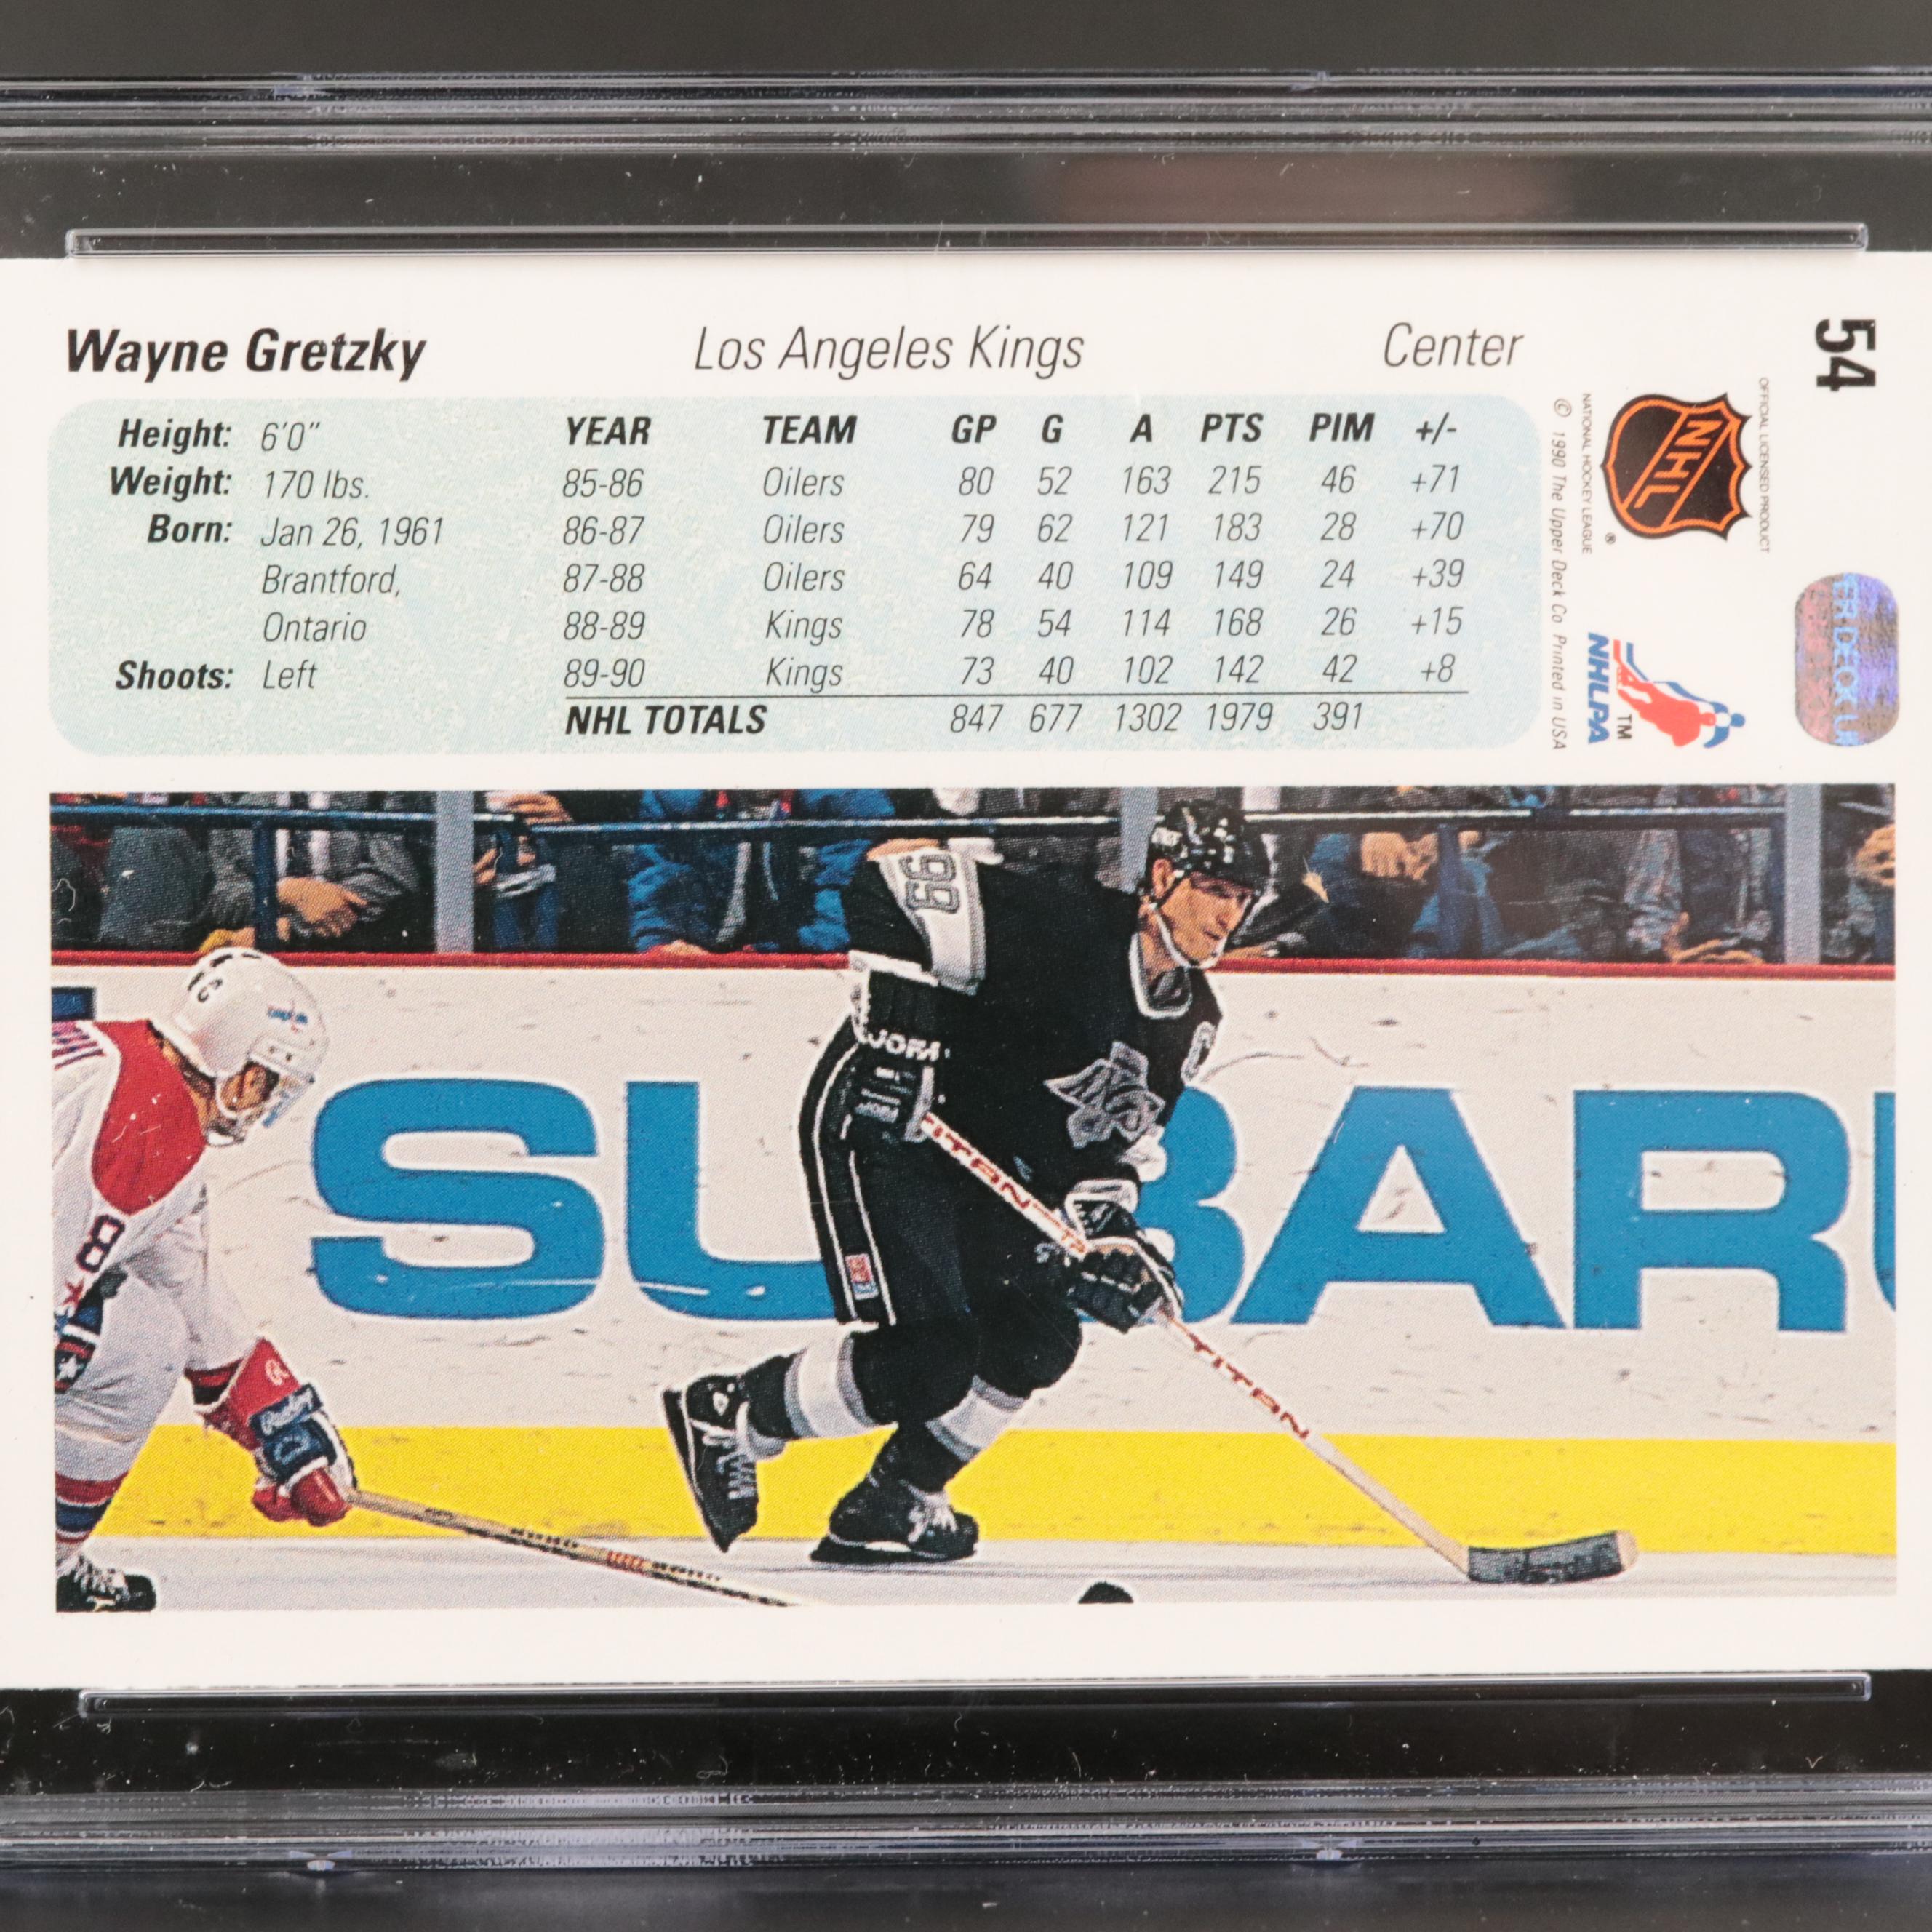 Wayne Gretzky Los Angeles Kings Center
Height: 6'0"
Weight: 170 lbs.
Born: Jan 26, 1961
Brantford,
Ontario
Shoots: Left
YEAR TEAM GP G A PTS PIM +/-
85-86 Oilers 80 52 163 215 46 +71
86-87 Oilers 79 62 121 183 28 +70
87-88 Oilers 64 40 109 149 24 +39
88-89 Kings 78 54 114 168 26 +15
89-90 Kings 73 40 102 142 42 +8
NHL TOTALS 847 677 1302 1979 391
54
OFFICIAL LICENSED PRODUCT
NHL
NATIONAL HOCKEY LEAGUE
®
© 1990 The Upper Deck Co. Printed in USA
NHLPA
TM
99
JOFA
C
KINGS
SUBARU
TITAN
TITAN
8